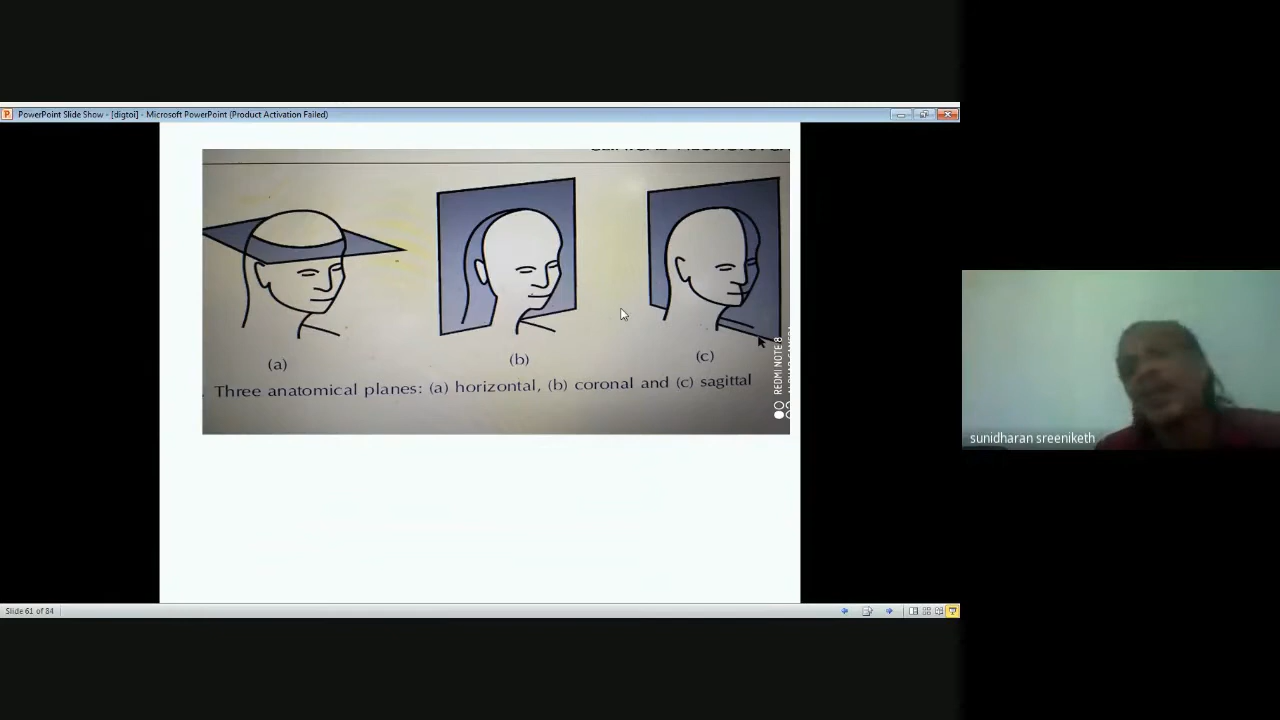 PowerPoint Slide Show - [digtoi] - Microsoft PowerPoint (Product Activation Failed)
(a)
(b)
(c)
Three anatomical planes: (a) horizontal, (b) coronal and (c) sagittal
REDMI NOTE 8
sunidharan sreeniketh
Slide 61 of 84